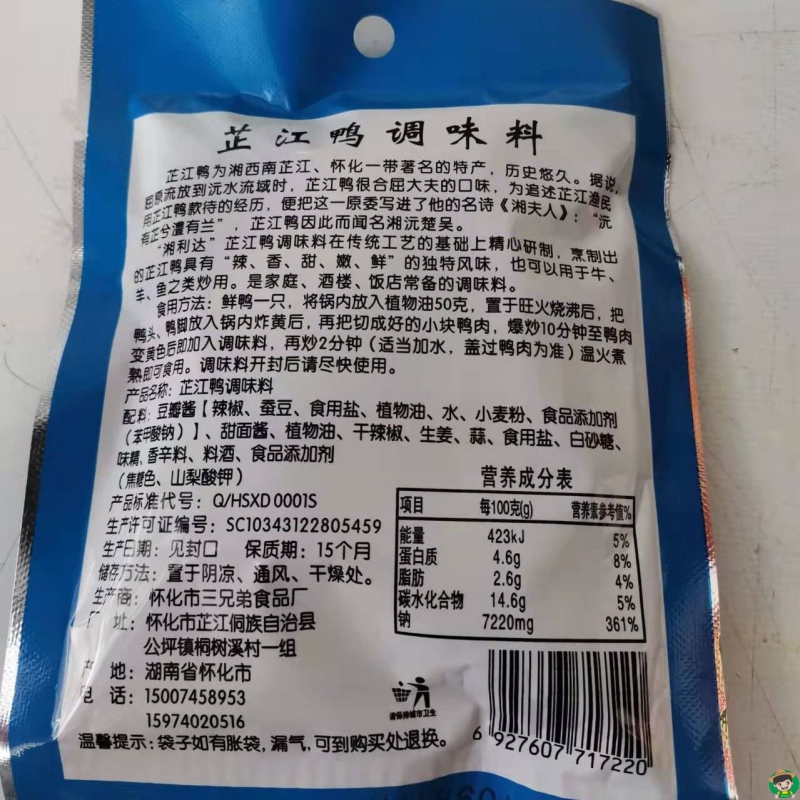 芷江鸭调味料
芷江鸭为湘西南芷江、怀化一带著名的特产，历史悠久。据说，
屈原流放到沅水流域时，芷江鸭很合屈大夫的口味，为追述芷江渔民
用芷江鸭款待的经历，便把这一原委写进了他的名诗《湘夫人》：“沅
有芷兮澧有兰”，芷江鸭因此而闻名湘沅楚吴。
“湘利达”芷江鸭调味料在传统工艺的基础上精心研制，烹制出
的芷江鸭具有“辣、香、甜、嫩、鲜”的独特风味，也可以用于牛、
羊、鱼之类炒用。是家庭、酒楼、饭店常备的调味料。
食用方法：鲜鸭一只，将锅内放入植物油50克，置于旺火烧沸后，把
鸭头、鸭脚放入锅内炸黄后，再把切成好的小块鸭肉，爆炒10分钟至鸭肉
变黄色后即加入调味料，再炒2分钟（适当加水，盖过鸭肉为准）温火煮
熟即可食用。调味料开封后请尽快使用。
产品名称：芷江鸭调味料
配料：豆瓣酱【辣椒、蚕豆、食用盐、植物油、水、小麦粉、食品添加剂
（苯甲酸钠）】、甜面酱、植物油、干辣椒、生姜、蒜、食用盐、白砂糖、
味精、香辛料、料酒、食品添加剂
（焦糖色、山梨酸钾）
产品标准代号：Q/HSXD 0001S
生产许可证编号：SC10343122805459
生产日期：见封口 保质期：15个月
储存方法：置于阴凉、通风、干燥处。
生产商：怀化市三兄弟食品厂
厂 址：怀化市芷江侗族自治县
公坪镇桐树溪村一组
产 地：湖南省怀化市
电 话：15007458953
15974020516
温馨提示：袋子如有胀袋，漏气，可到购买处退换。
营养成分表
项目 每100克(g) 营养素参考值%
能量 423kJ 5%
蛋白质 4.6g 8%
脂肪 2.6g 4%
碳水化合物 14.6g 5%
钠 7220mg 361%
请保持城市卫生
6 927607 717220